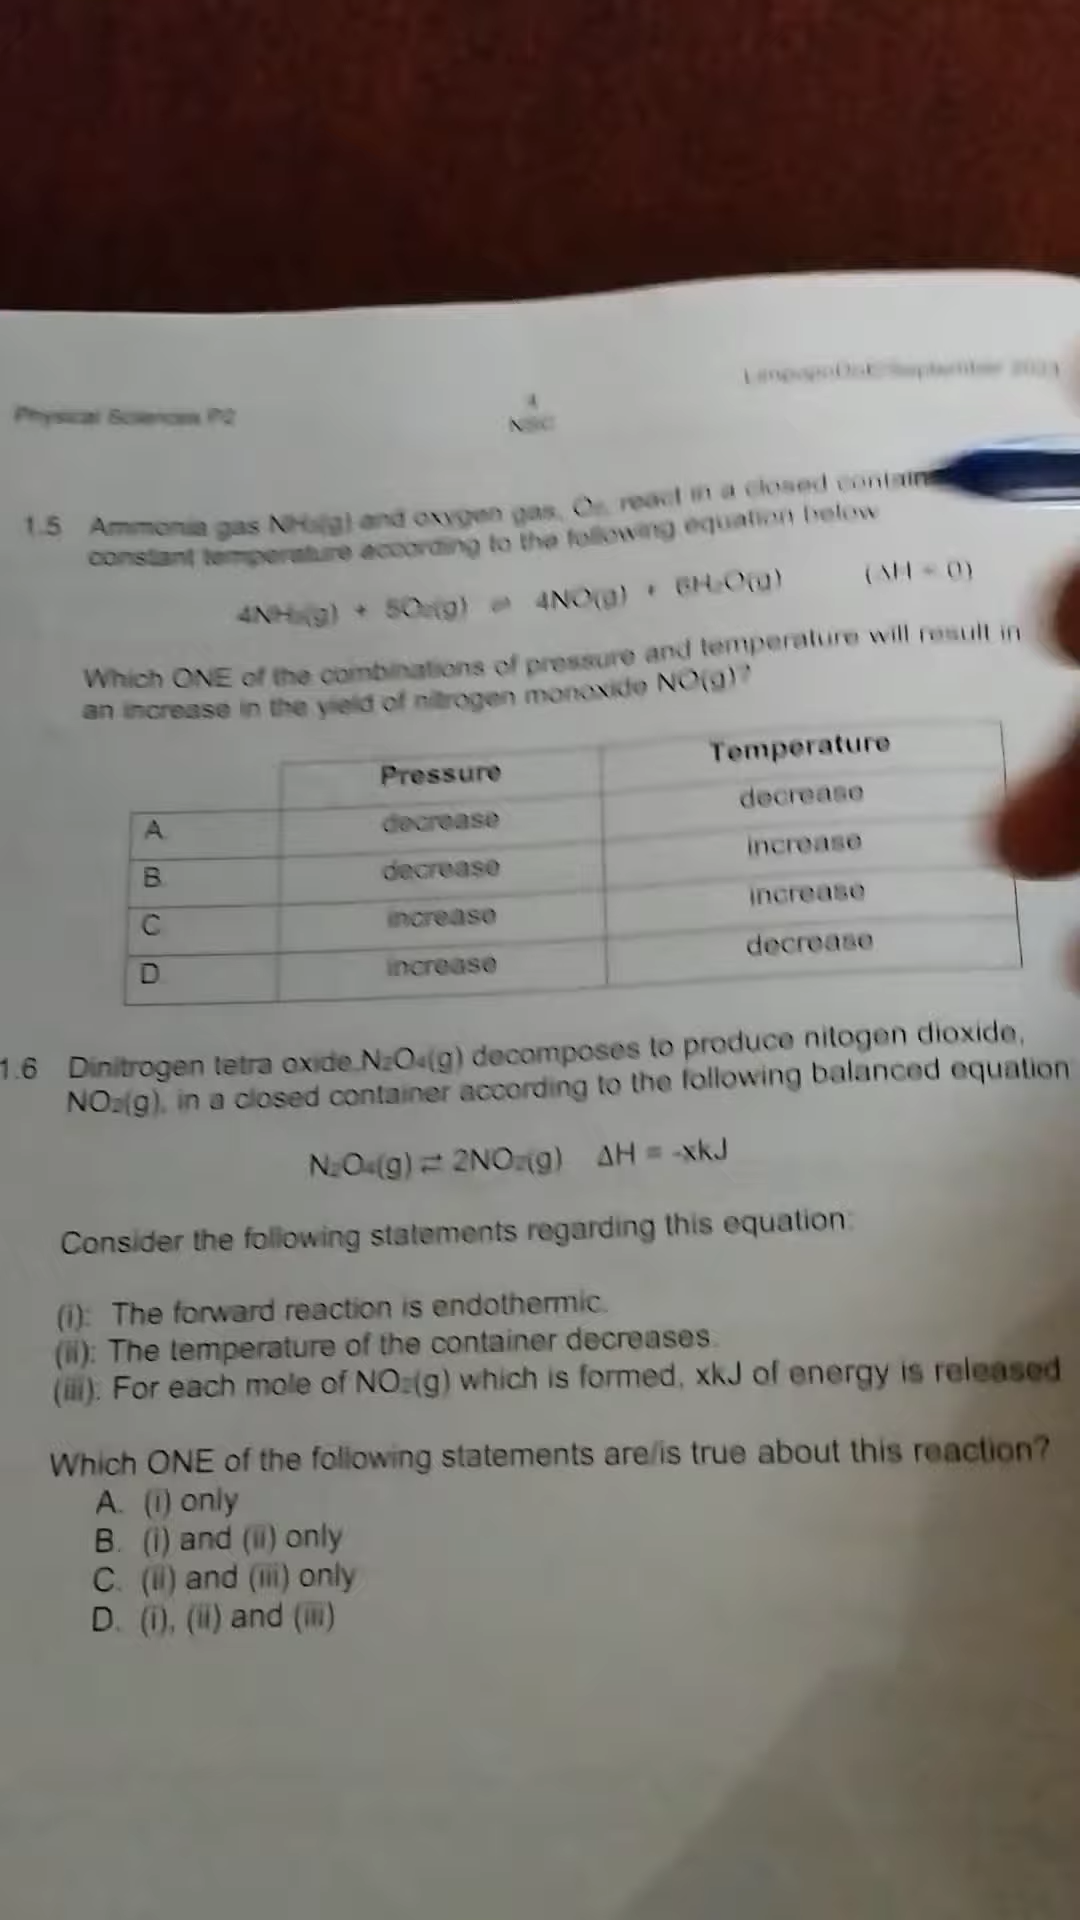 Physical Sciences P2
4
NSC
Limpopo DoE/September 2023
1.5 Ammonia gas NH₃(g) and oxygen gas, O₂, react in a closed contain
constant temperature according to the following equation below
4NH₃(g) + 5O₂(g) ⇌ 4NO(g) + 6H₂O(g)
Which ONE of the combinations of pressure and temperature will result in
an increase in the yield of nitrogen monoxide NO(g)?
Pressure Temperature
A. decrease decrease
B. decrease increase
C. increase increase
D. increase decrease
1.6 Dinitrogen tetra oxide N₂O₄(g) decomposes to produce nitogen dioxide,
NO₂(g), in a closed container according to the following balanced equation
N₂O₄(g) ⇌ 2NO₂(g) ΔH = -xkJ
Consider the following statements regarding this equation:
(i): The forward reaction is endothermic.
(ii): The temperature of the container decreases.
(iii): For each mole of NO₂(g) which is formed, xkJ of energy is released
Which ONE of the following statements are/is true about this reaction?
A. (i) only
B. (i) and (ii) only
C. (ii) and (iii) only
D. (i), (ii) and (iii)